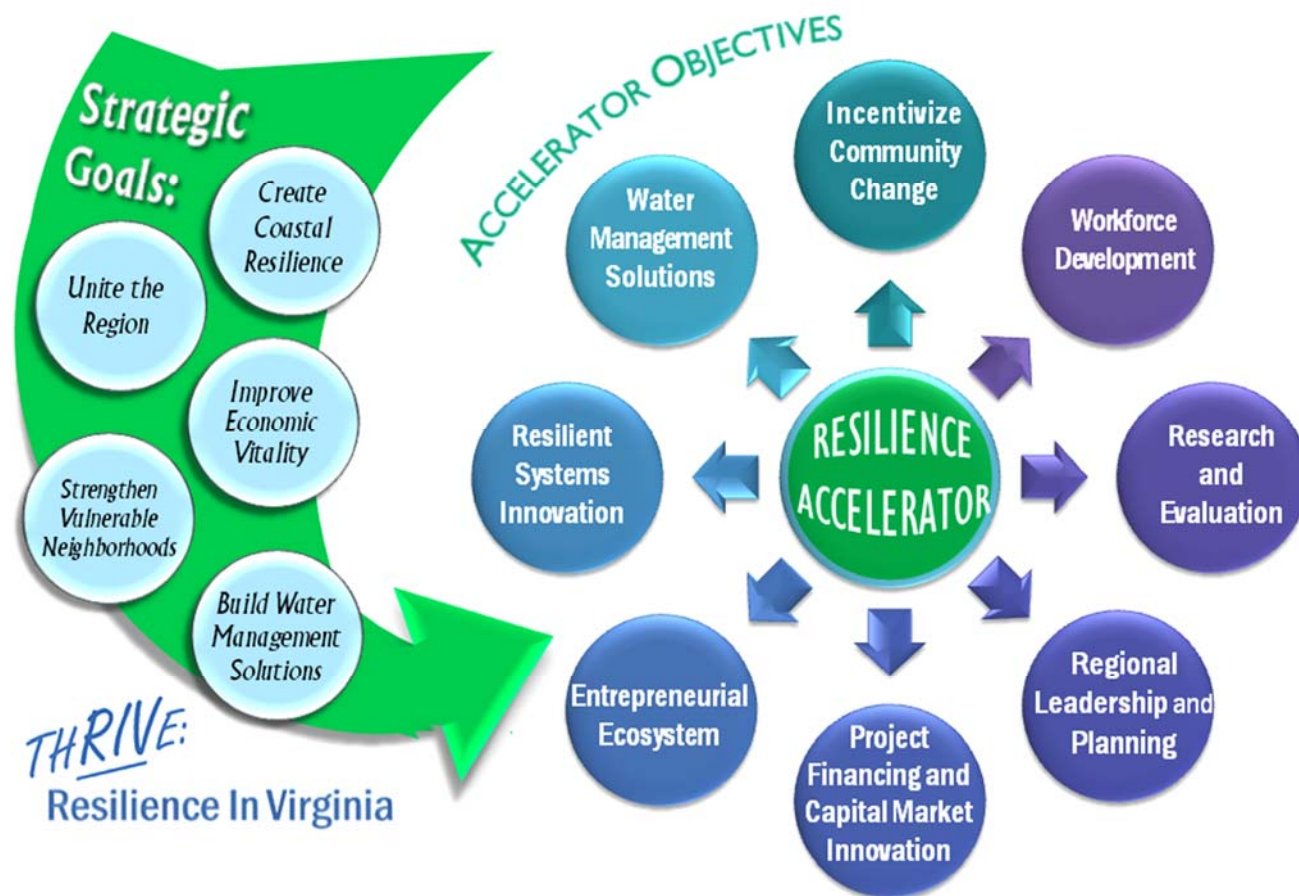 Strategic
Goals:
Create
Coastal
Resilience
Unite the
Region
Improve
Economic
Vitality
Strengthen
Vulnerable
Neighborhoods
Build Water
Management
Solutions
THRIVE:
Resilience In Virginia
ACCELERATOR OBJECTIVES
Incentivize
Community
Change
Workforce
Development
Research
and
Evaluation
Regional
Leadership and
Planning
Project
Financing and
Capital Market
Innovation
Entrepreneurial
Ecosystem
Resilient
Systems
Innovation
Water
Management
Solutions
RESILIENCE
ACCELERATOR